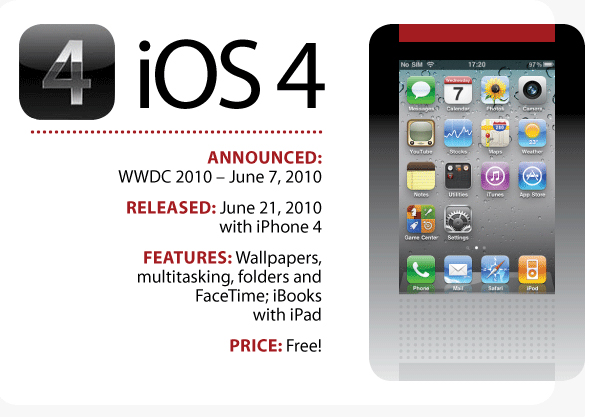 4
iOS 4
ANNOUNCED:
WWDC 2010 – June 7, 2010
RELEASED: June 21, 2010
with iPhone 4
FEATURES: Wallpapers,
multitasking, folders and
FaceTime; iBooks
with iPad
PRICE: Free!
No SIM 17:20 97%
Wednesday
7
280
23°
Messages Calendar Photos Camera
YouTube Stocks Maps Weather
Notes Utilities iTunes App Store
Game Center Settings
Phone Mail Safari iPod